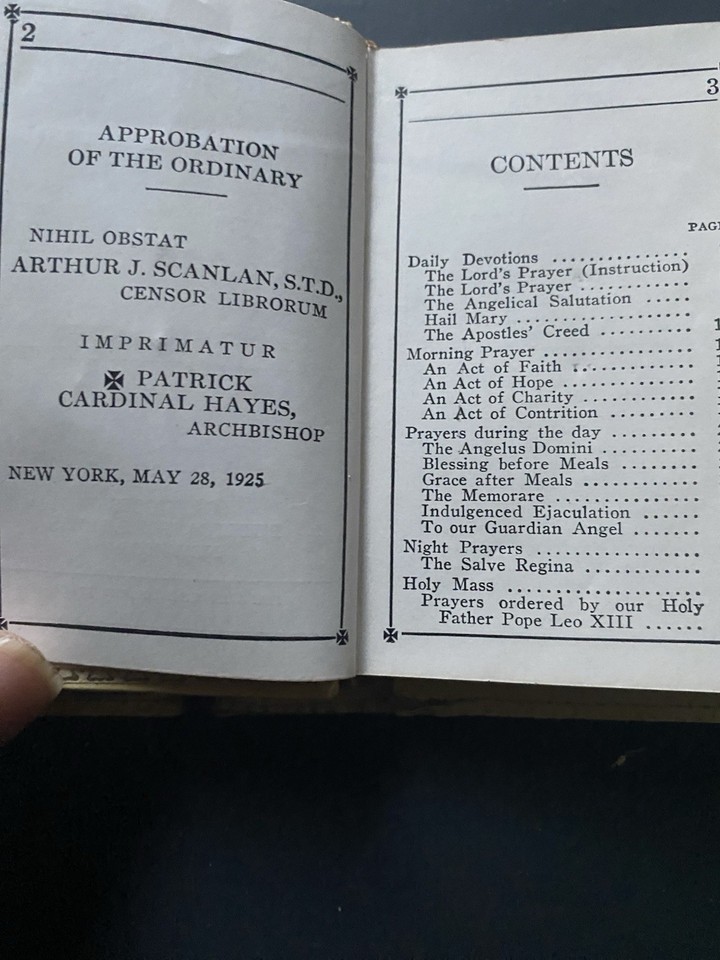 2
APPROBATION
OF THE ORDINARY
NIHIL OBSTAT
ARTHUR J. SCANLAN, S.T.D.,
CENSOR LIBRORUM
IMPRIMATUR
✠ PATRICK
CARDINAL HAYES,
ARCHBISHOP
NEW YORK, MAY 28, 1925
3
CONTENTS
PAGE
Daily Devotions ................
The Lord's Prayer (Instruction)
The Lord's Prayer .............
The Angelical Salutation .....
Hail Mary ....................
The Apostles' Creed ..........
Morning Prayer ................
An Act of Faith ..............
An Act of Hope ..............
An Act of Charity ............
An Act of Contrition .........
Prayers during the day .........
The Angelus Domini ..........
Blessing before Meals ........
Grace after Meals ............
The Memorare ...............
Indulgenced Ejaculation ......
To our Guardian Angel .......
Night Prayers .................
The Salve Regina ............
Holy Mass ....................
Prayers ordered by our Holy
Father Pope Leo XIII ......